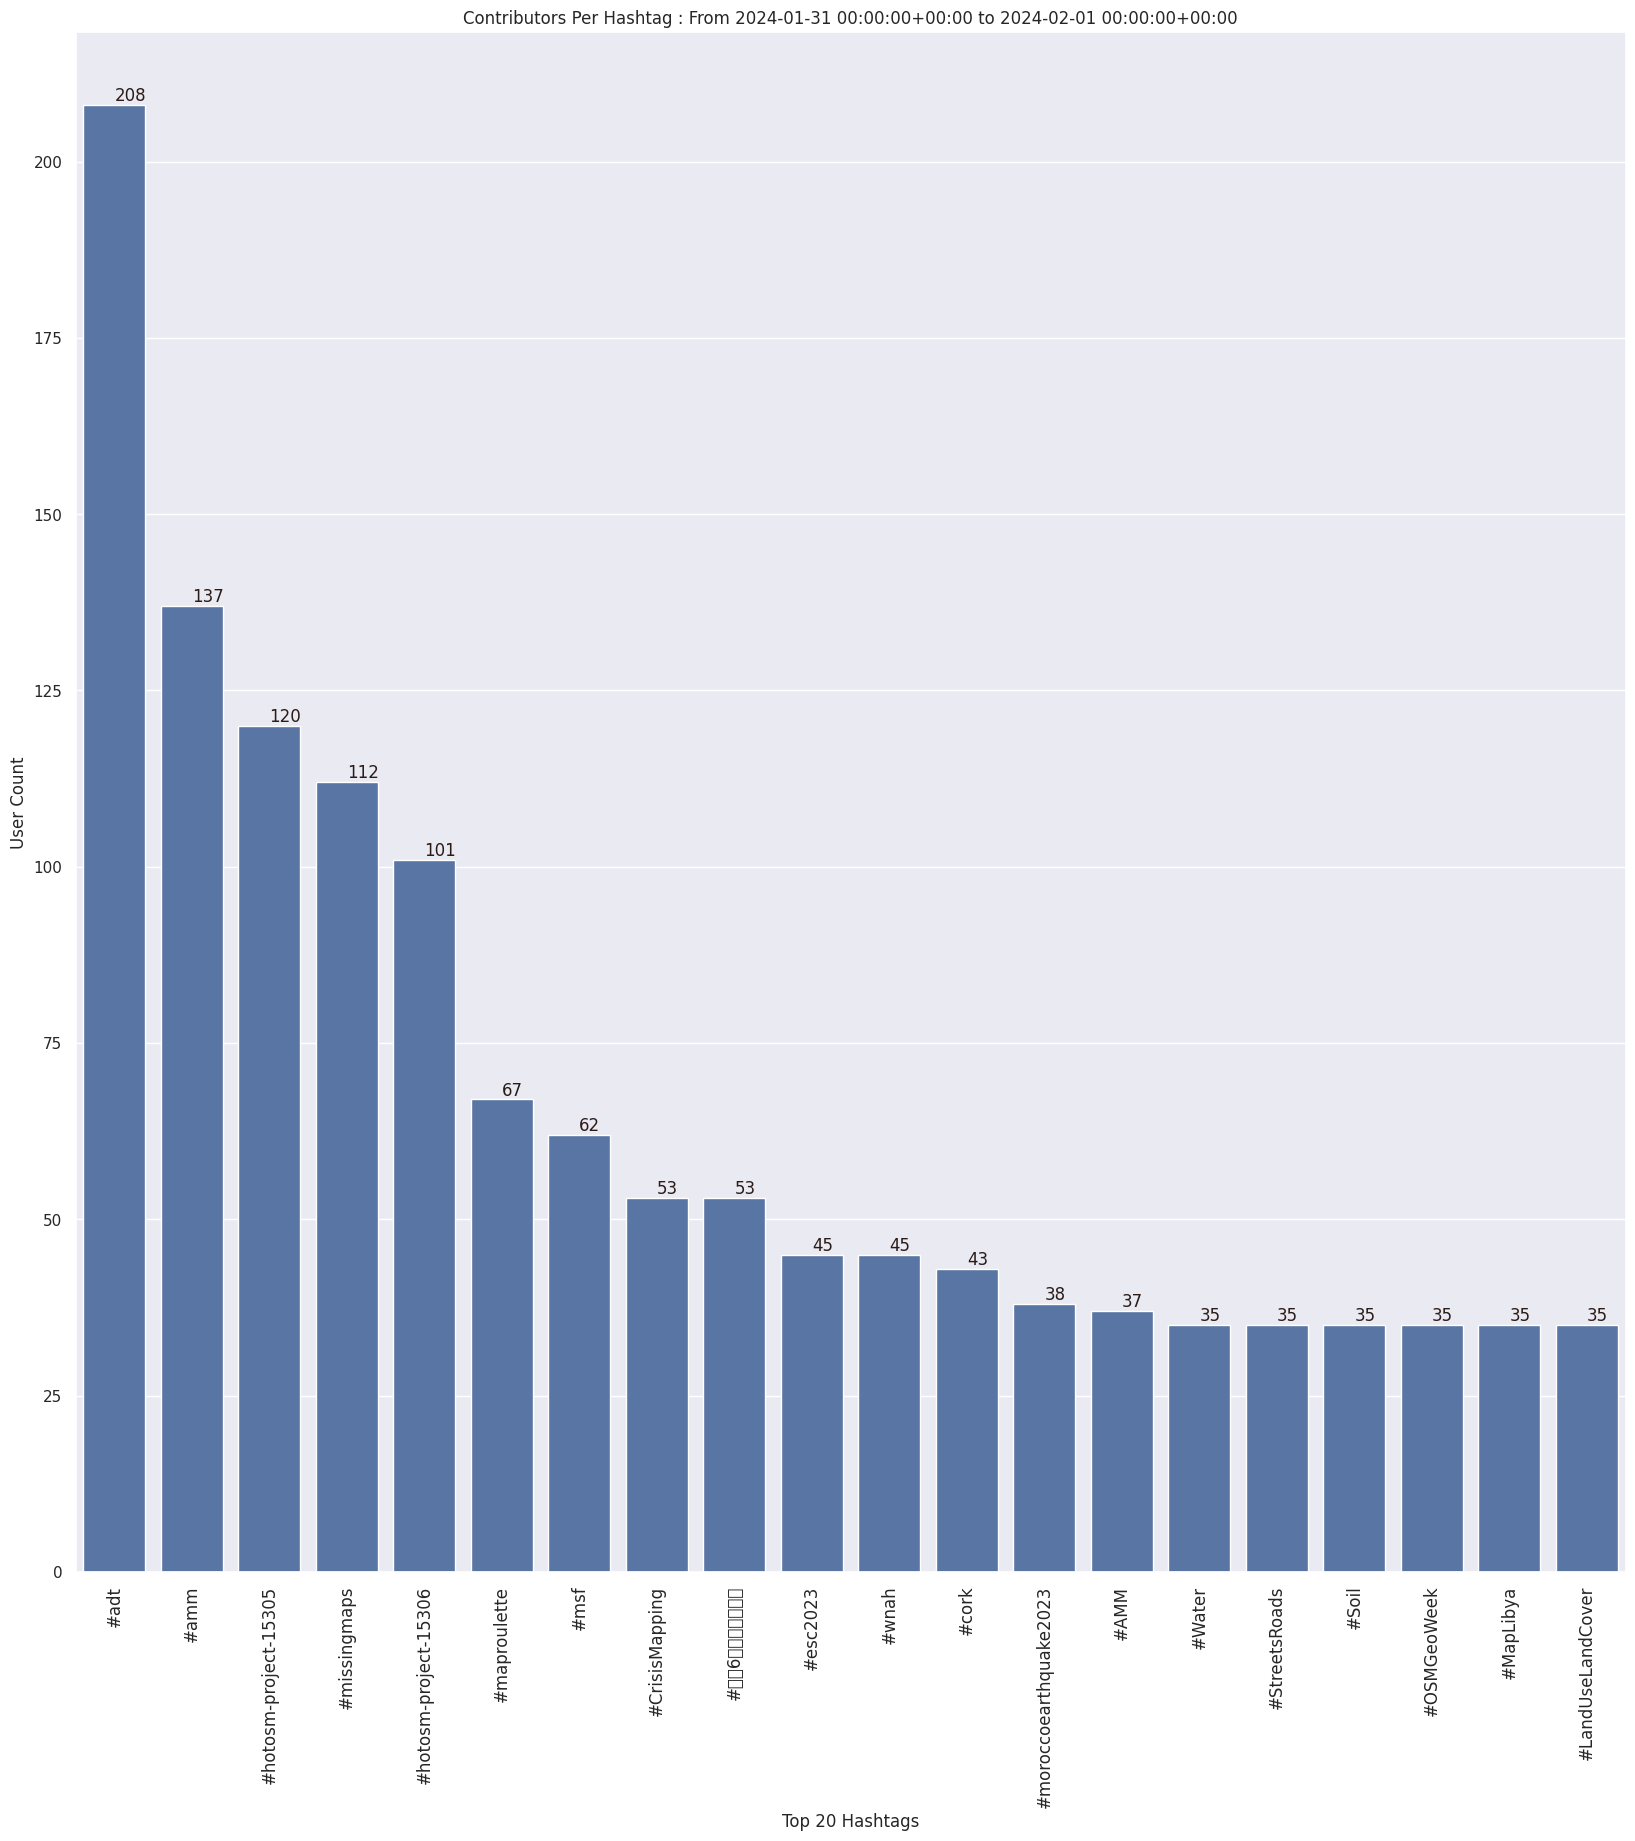 Contributors Per Hashtag : From 2024-01-31 00:00:00+00:00 to 2024-02-01 00:00:00+00:00
User Count
200
175
150
125
100
75
50
25
0
208
137
120
112
101
67
62
53
53
45
45
43
38
37
35
35
35
35
35
35
#adt
#amm
#hotosm-project-15305
#missingmaps
#hotosm-project-15306
#maproulette
#msf
#CrisisMapping
#esc2023
#wnah
#cork
#moroccoearthquake2023
#AMM
#Water
#StreetsRoads
#Soil
#OSMGeoWeek
#MapLibya
#LandUseLandCover
Top 20 Hashtags